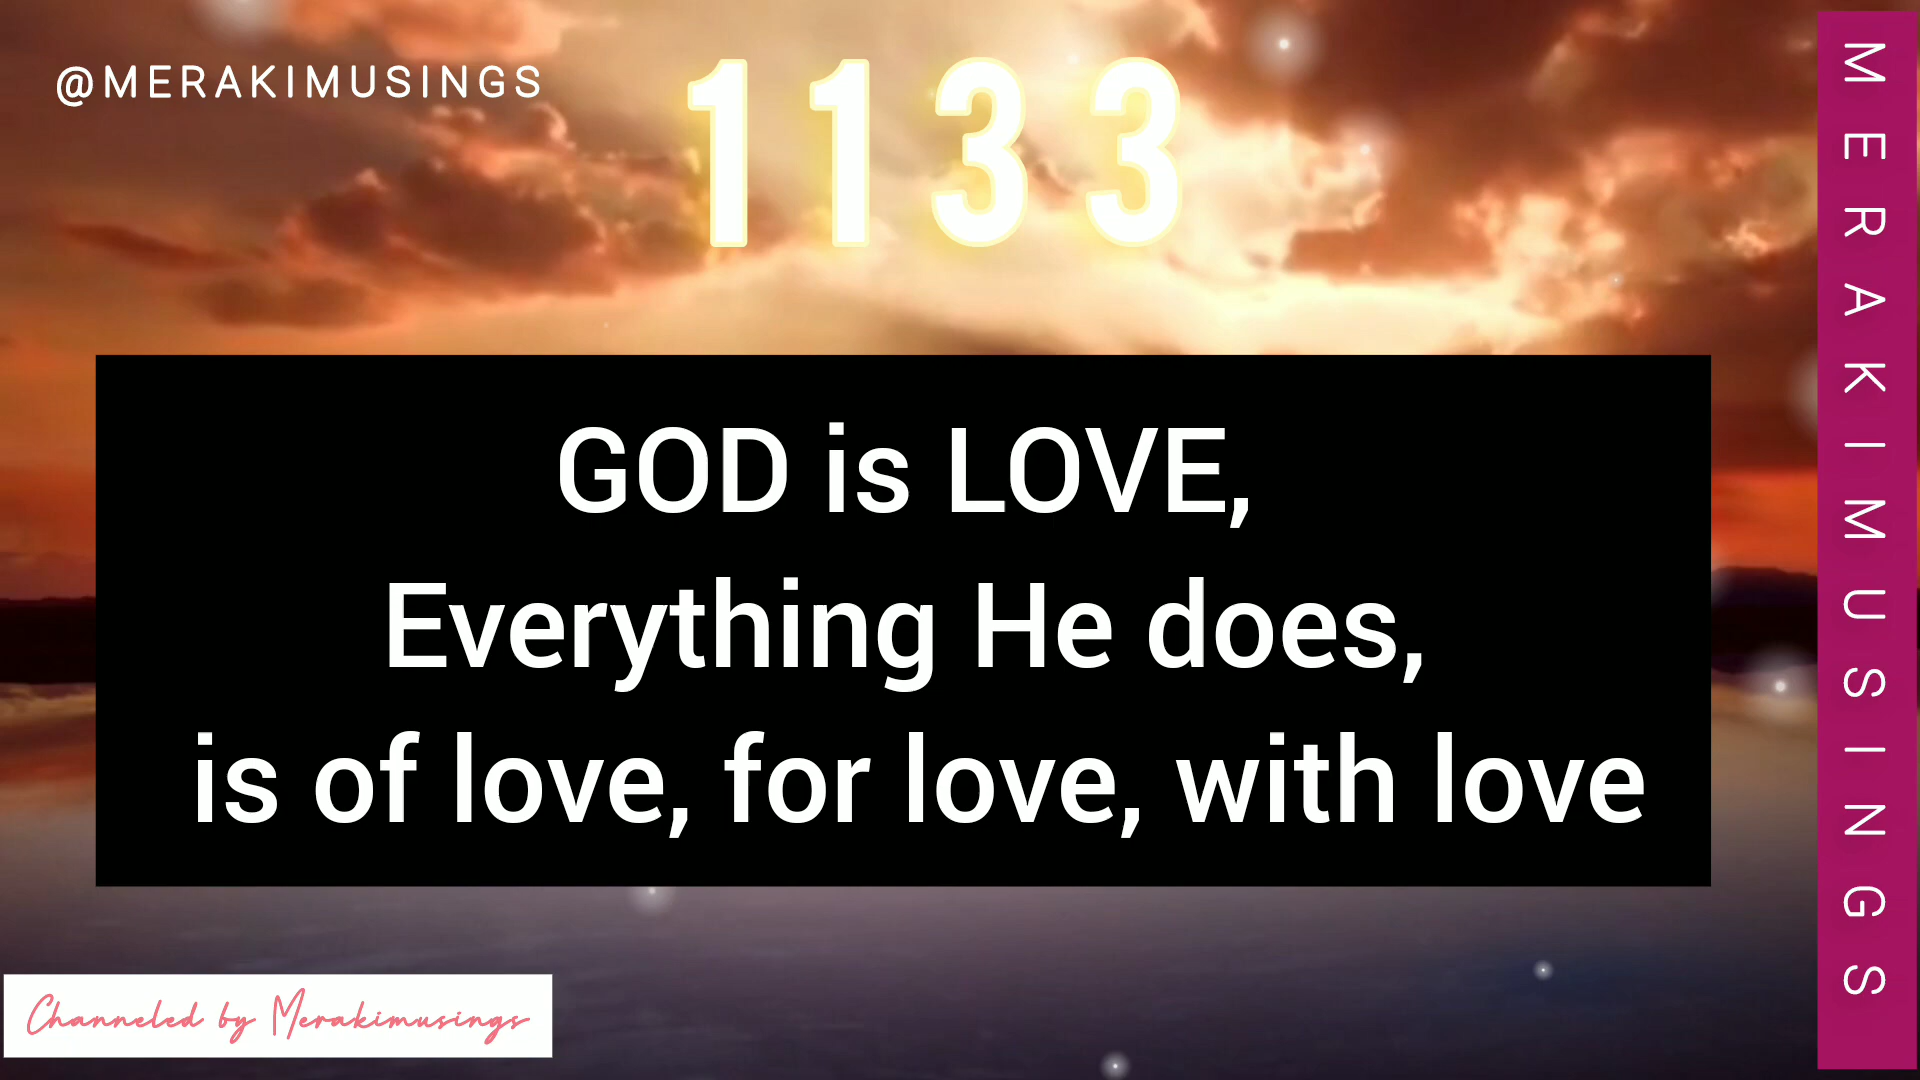 @MERAKIMUSINGS
1133
GOD is LOVE,
Everything He does,
is of love, for love, with love
Channeled by Merakimusings
MERAKIMUSINGS